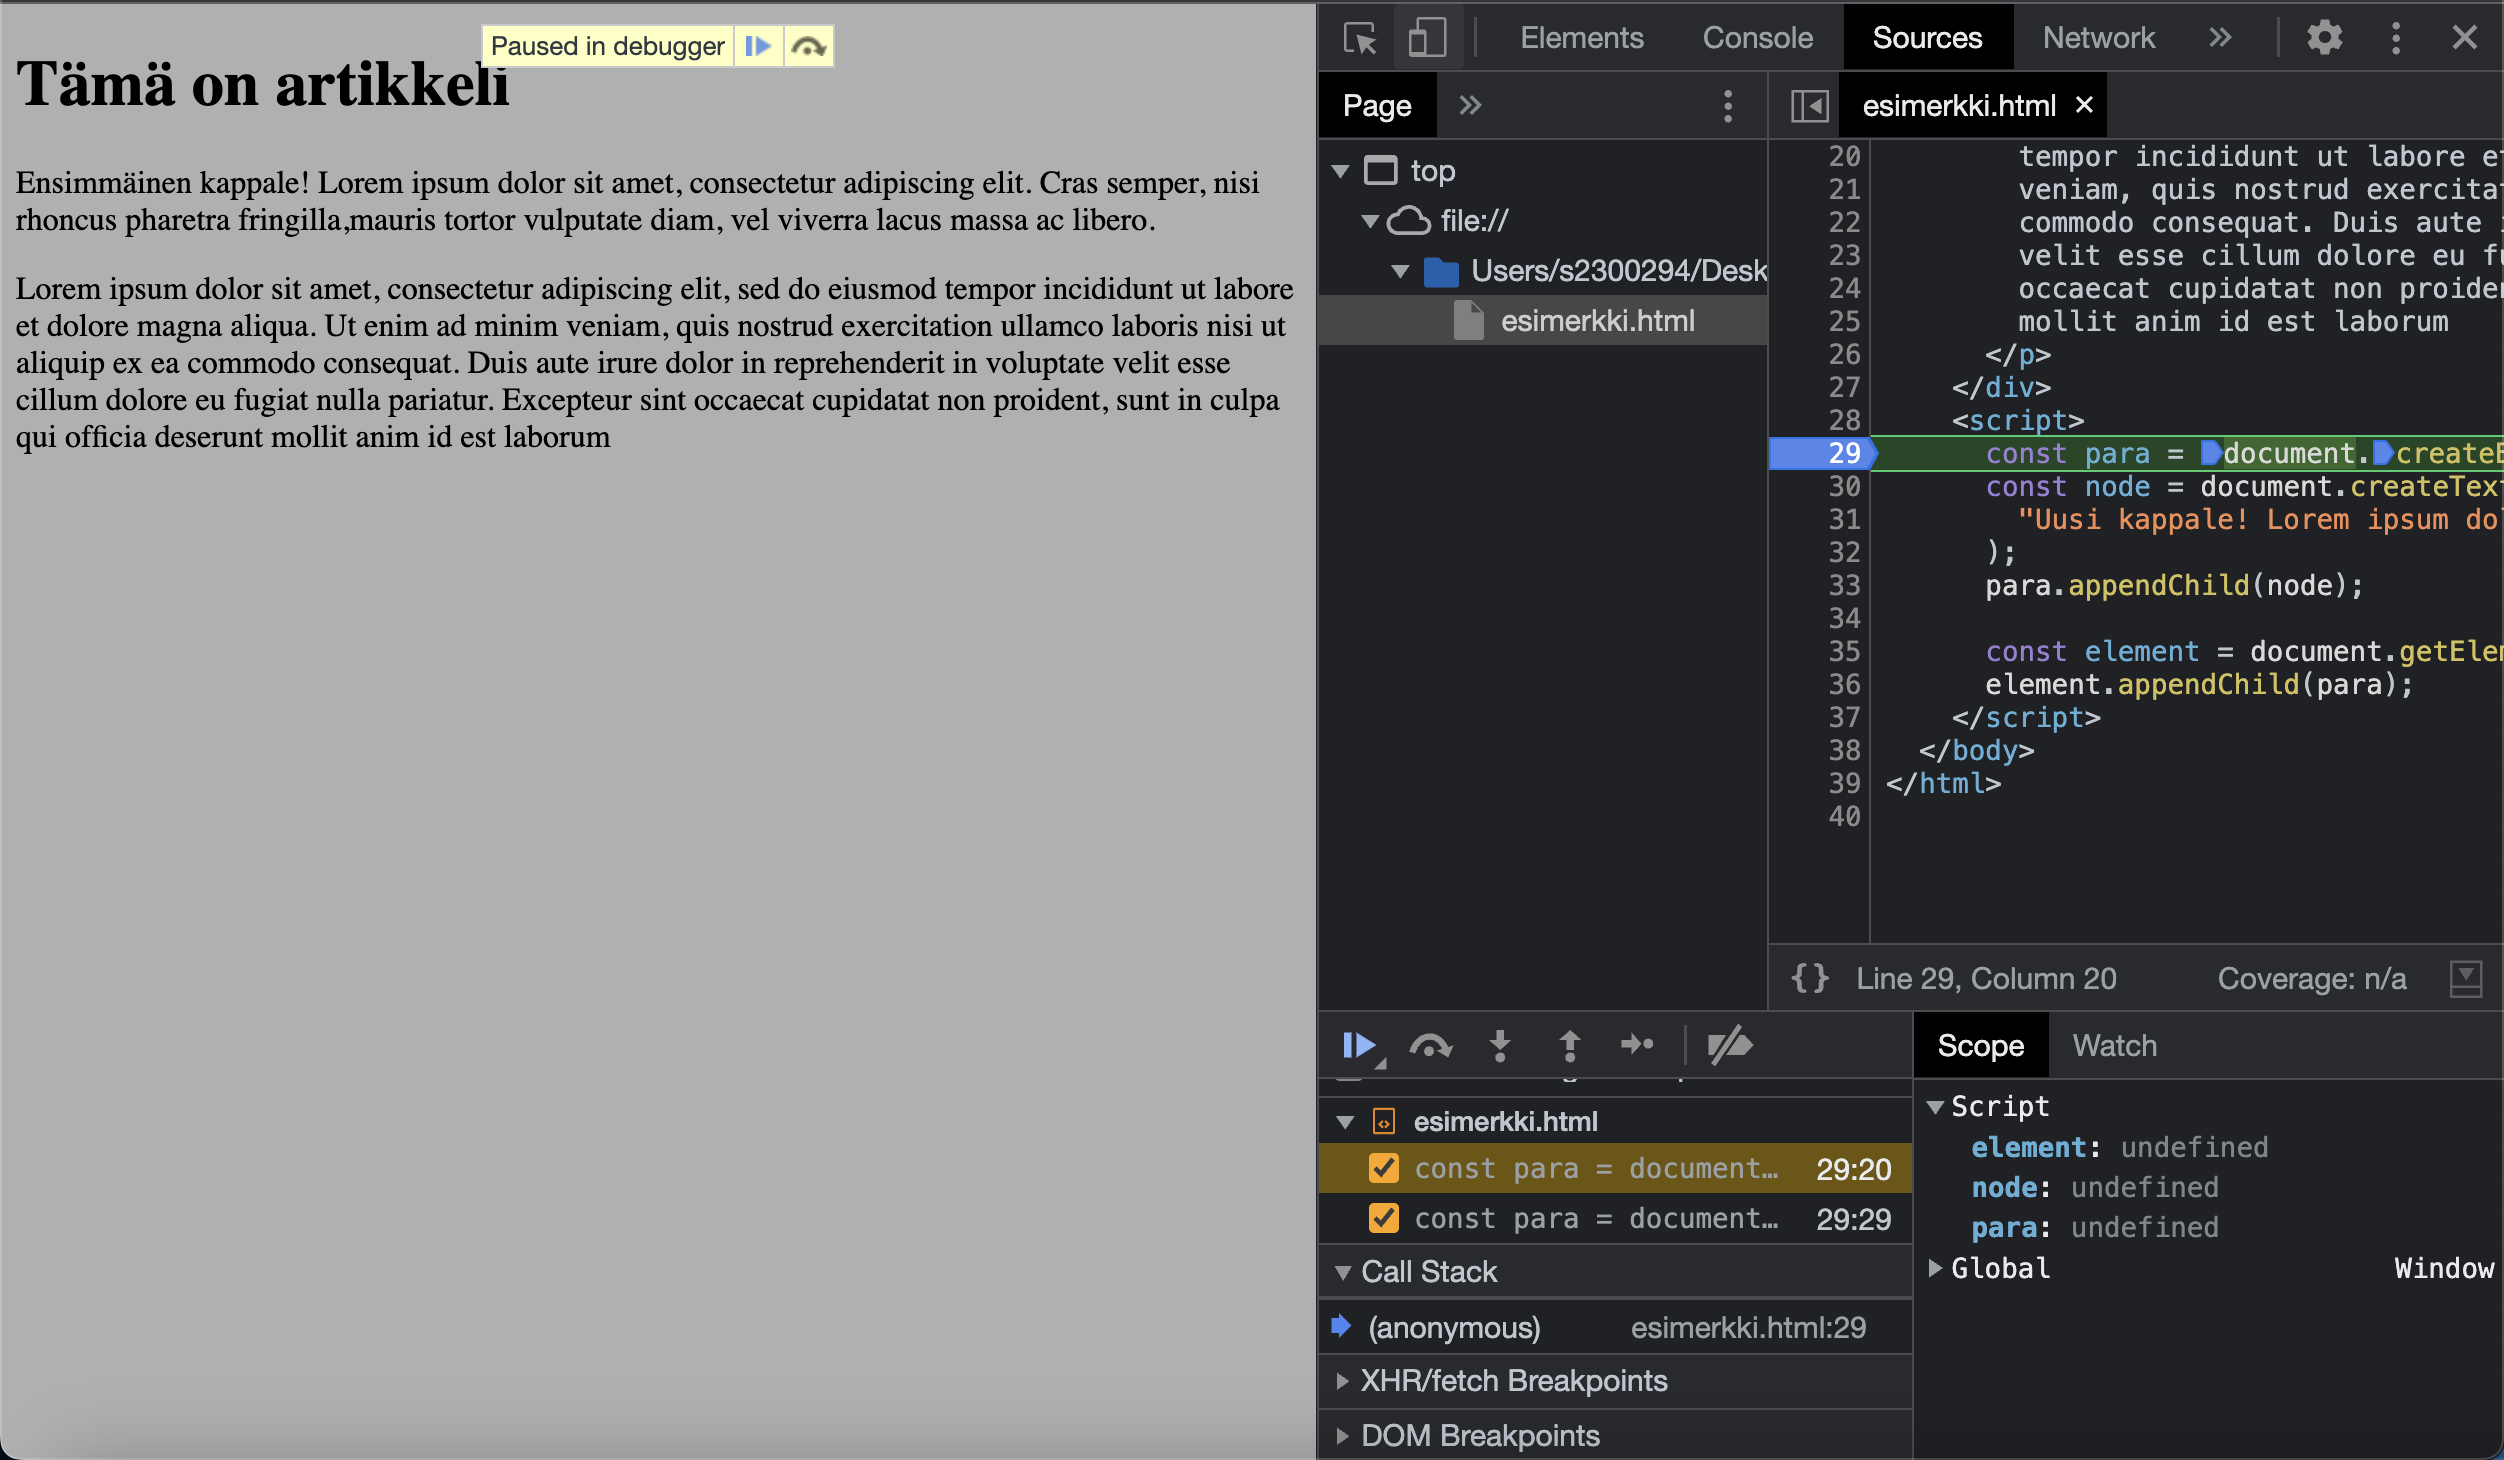 Paused in debugger
Tämä on artikkeli
Ensimmäinen kappale! Lorem ipsum dolor sit amet, consectetur adipiscing elit. Cras semper, nisi
rhoncus pharetra fringilla,mauris tortor vulputate diam, vel viverra lacus massa ac libero.
Lorem ipsum dolor sit amet, consectetur adipiscing elit, sed do eiusmod tempor incididunt ut labore
et dolore magna aliqua. Ut enim ad minim veniam, quis nostrud exercitation ullamco laboris nisi ut
aliquip ex ea commodo consequat. Duis aute irure dolor in reprehenderit in voluptate velit esse
cillum dolore eu fugiat nulla pariatur. Excepteur sint occaecat cupidatat non proident, sunt in culpa
qui officia deserunt mollit anim id est laborum
Elements Console Sources Network
Page
top
file://
Users/s2300294/Desk
esimerkki.html
esimerkki.html
20 tempor incididunt ut labore e
21 veniam, quis nostrud exercita
22 commodo consequat. Duis aute
23 velit esse cillum dolore eu f
24 occaecat cupidatat non proide
25 mollit anim id est laborum
26 </p>
27 </div>
28 <script>
29 const para = document.createE
30 const node = document.createTex
31 "Uusi kappale! Lorem ipsum do
32 );
33 para.appendChild(node);
34
35 const element = document.getEle
36 element.appendChild(para);
37 </script>
38 </body>
39 </html>
40
{} Line 29, Column 20 Coverage: n/a
esimerkki.html
const para = document… 29:20
const para = document… 29:29
Call Stack
(anonymous) esimerkki.html:29
XHR/fetch Breakpoints
DOM Breakpoints
Scope Watch
Script
element: undefined
node: undefined
para: undefined
Global Window